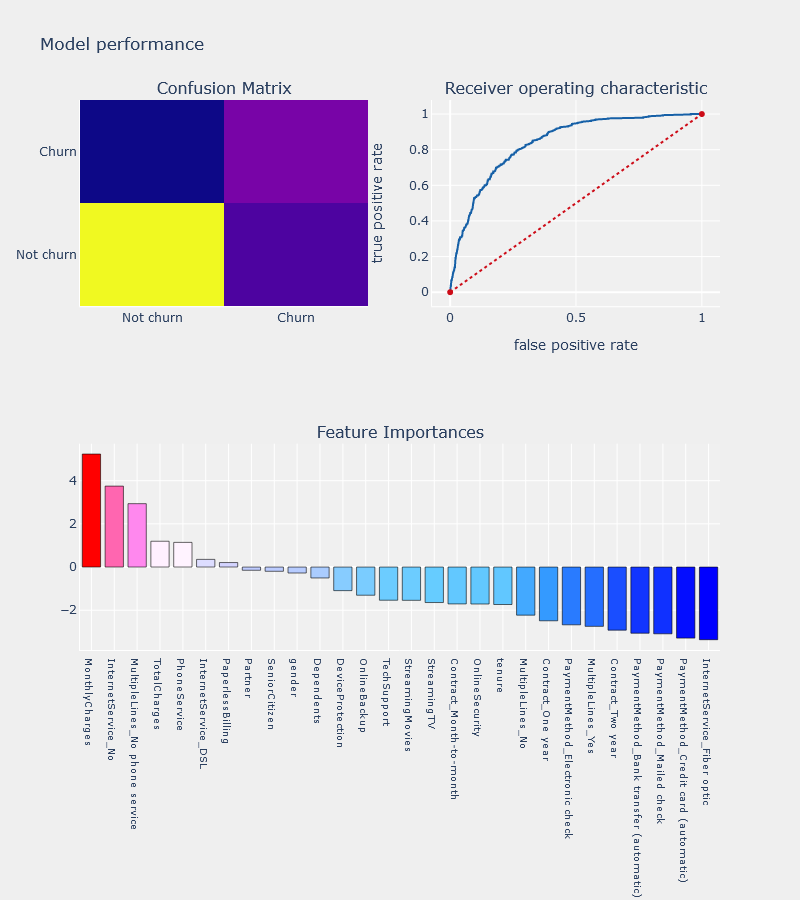 Model performance
Confusion Matrix
Churn
Not churn
Not churn
Churn
Receiver operating characteristic
true positive rate
1
0.8
0.6
0.4
0.2
0
0
0.5
1
false positive rate
Feature Importances
4
2
0
−2
MonthlyCharges
InternetService_No
MultipleLines_No phone service
TotalCharges
PhoneService
InternetService_DSL
PaperlessBilling
Partner
SeniorCitizen
gender
Dependents
DeviceProtection
OnlineBackup
TechSupport
StreamingMovies
StreamingTV
Contract_Month-to-month
OnlineSecurity
tenure
MultipleLines_No
Contract_One year
PaymentMethod_Electronic check
MultipleLines_Yes
Contract_Two year
PaymentMethod_Bank transfer (automatic)
PaymentMethod_Mailed check
PaymentMethod_Credit card (automatic)
InternetService_Fiber optic